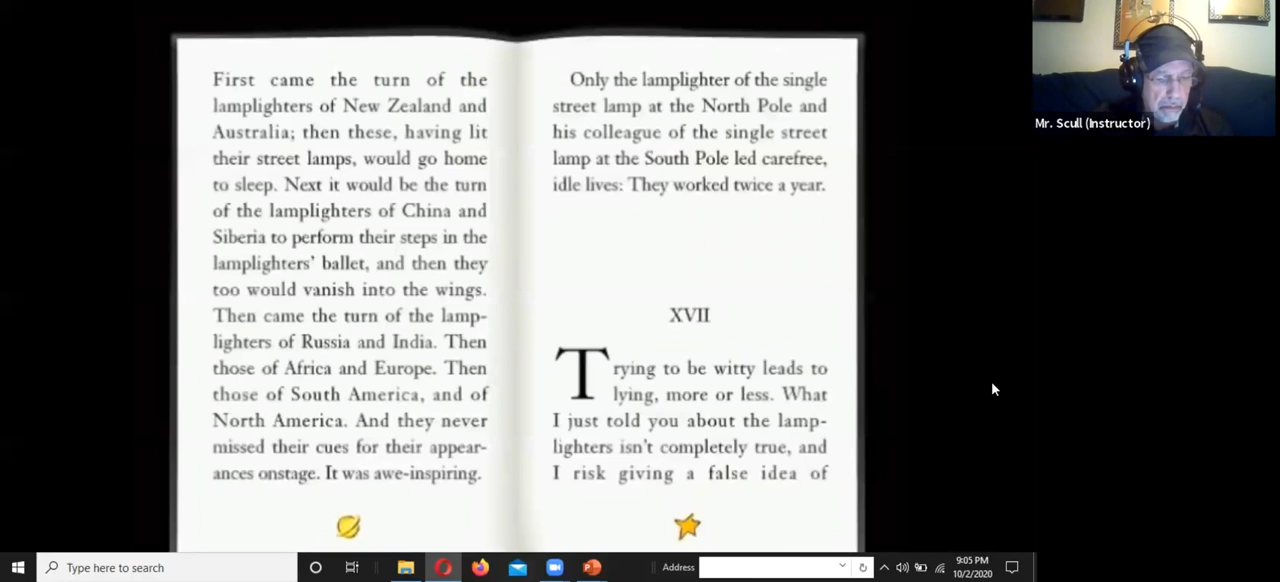 First came the turn of the
lamplighters of New Zealand and
Australia; then these, having lit
their street lamps, would go home
to sleep. Next it would be the turn
of the lamplighters of China and
Siberia to perform their steps in the
lamplighters’ ballet, and then they
too would vanish into the wings.
Then came the turn of the lamp-
lighters of Russia and India. Then
those of Africa and Europe. Then
those of South America, and of
North America. And they never
missed their cues for their appear-
ances onstage. It was awe-inspiring.
Only the lamplighter of the single
street lamp at the North Pole and
his colleague of the single street
lamp at the South Pole led carefree,
idle lives: They worked twice a year.
XVII
Trying to be witty leads to
lying, more or less. What
I just told you about the lamp-
lighters isn’t completely true, and
I risk giving a false idea of
Mr. Scull (Instructor)
Type here to search
Address
9:05 PM
10/2/2020